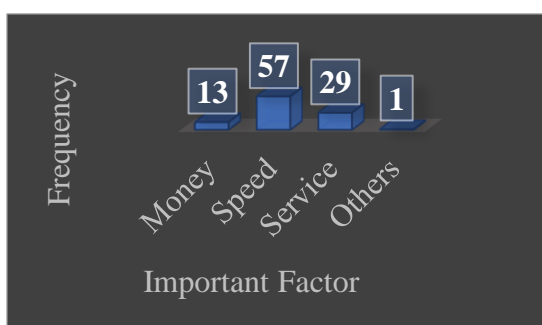 Frequency
13
57
29
1
Money
Speed
Service
Others
Important Factor